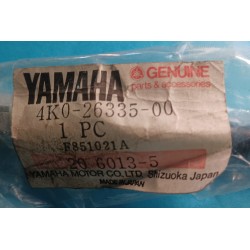 YAMAHA
GENUINE
parts & accessories
4K0-26335-00
1 PC
F851021A
20 6013-5
YAMAHA MOTOR CO., LTD. Shizuoka Japan
MADE IN JAPAN